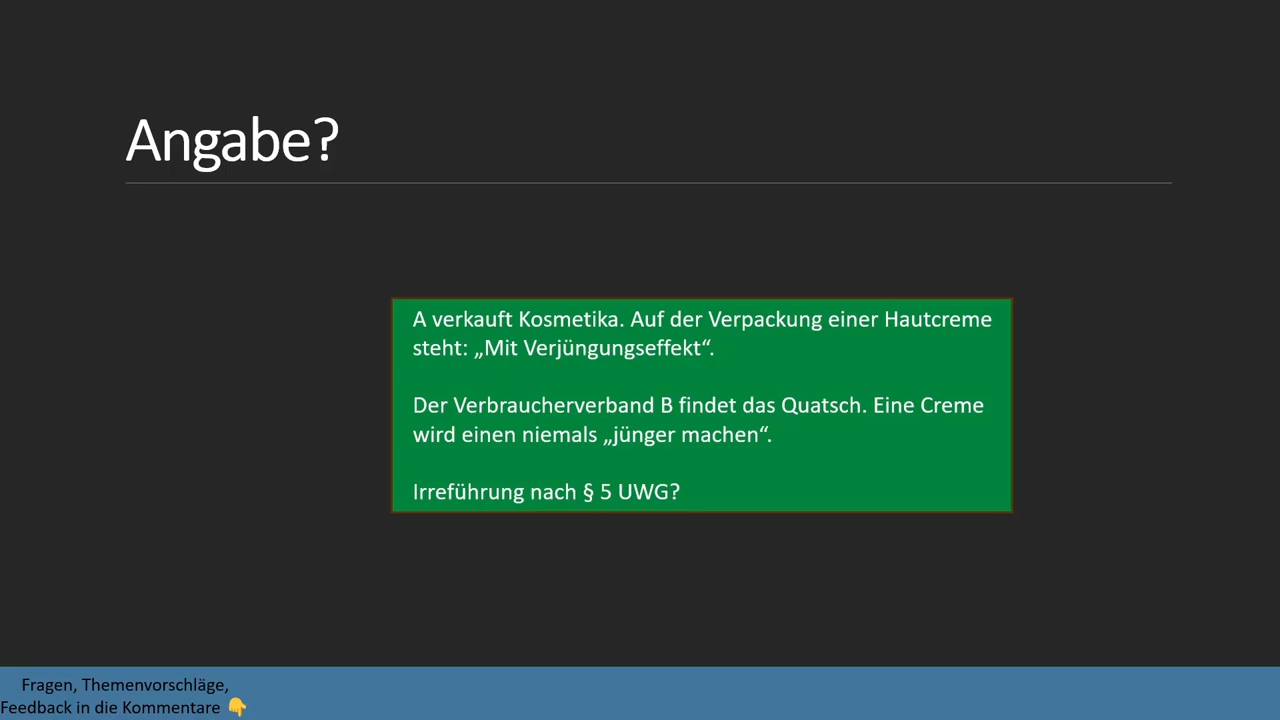 Angabe?
A verkauft Kosmetika. Auf der Verpackung einer Hautcreme
steht: „Mit Verjüngungseffekt“.
Der Verbraucherverband B findet das Quatsch. Eine Creme
wird einen niemals „jünger machen“.
Irreführung nach § 5 UWG?
Fragen, Themenvorschläge,
Feedback in die Kommentare 👇